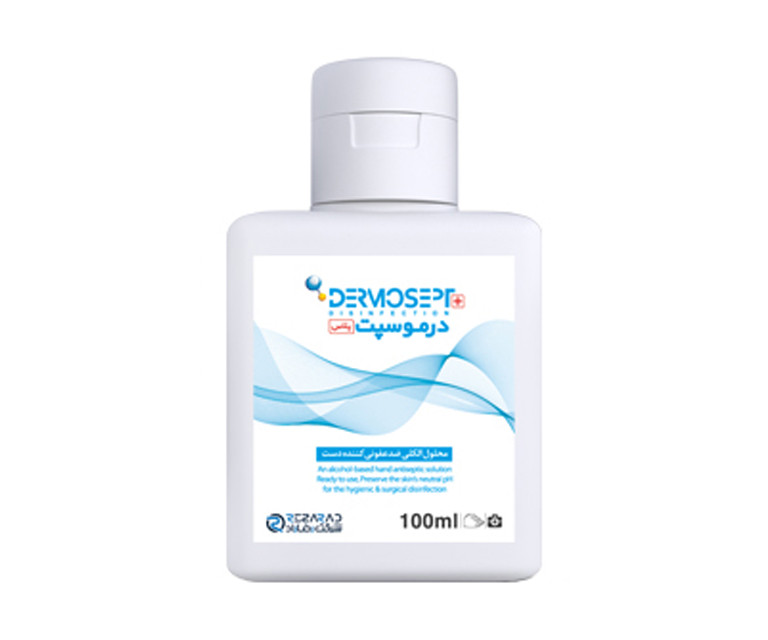 DERMOSEPT+
DISINFECTION
درموسپت پلاس
محلول الکلی ضدعفونی کننده دست
An alcohol-based hand antiseptic solution
Ready to use, Preserve the skin's neutral pH
for the hygienic & surgical disinfection
REZARAD
100ml